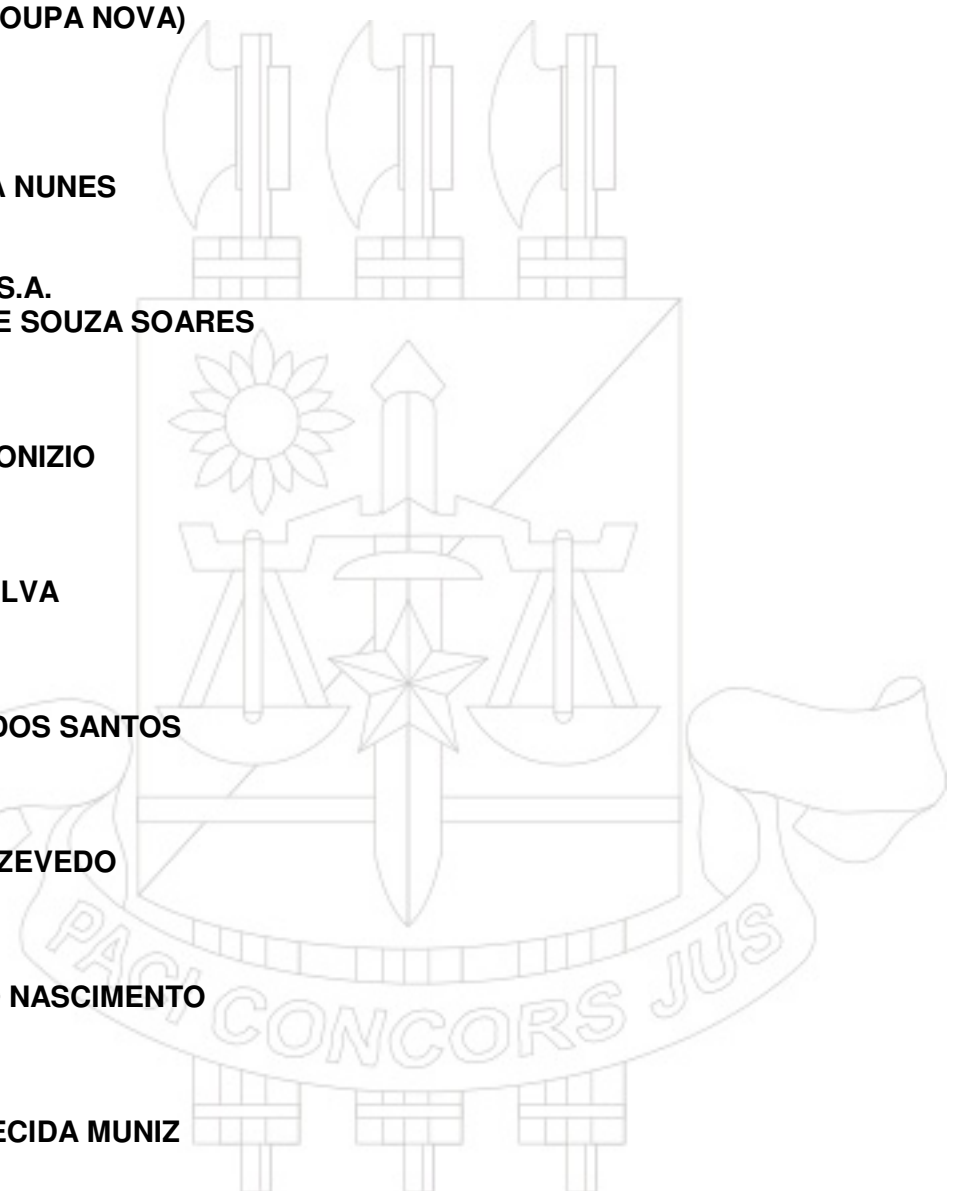 OUPA NOVA)
A NUNES
S.A.
E SOUZA SOARES
ONIZIO
LVA
DOS SANTOS
ZEVEDO
NASCIMENTO
ECIDA MUNIZ
PACI CONCORS JUS